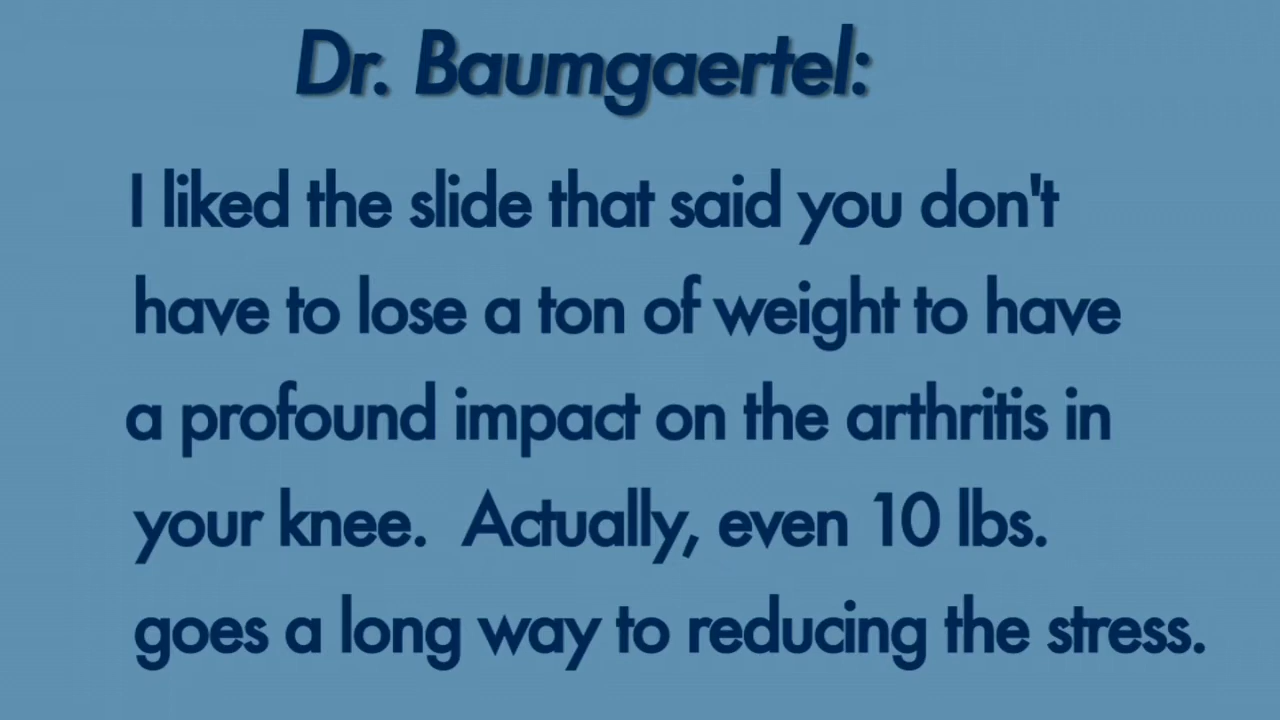 Dr. Baumgaertel:
I liked the slide that said you don't
have to lose a ton of weight to have
a profound impact on the arthritis in
your knee.  Actually, even 10 lbs.
goes a long way to reducing the stress.